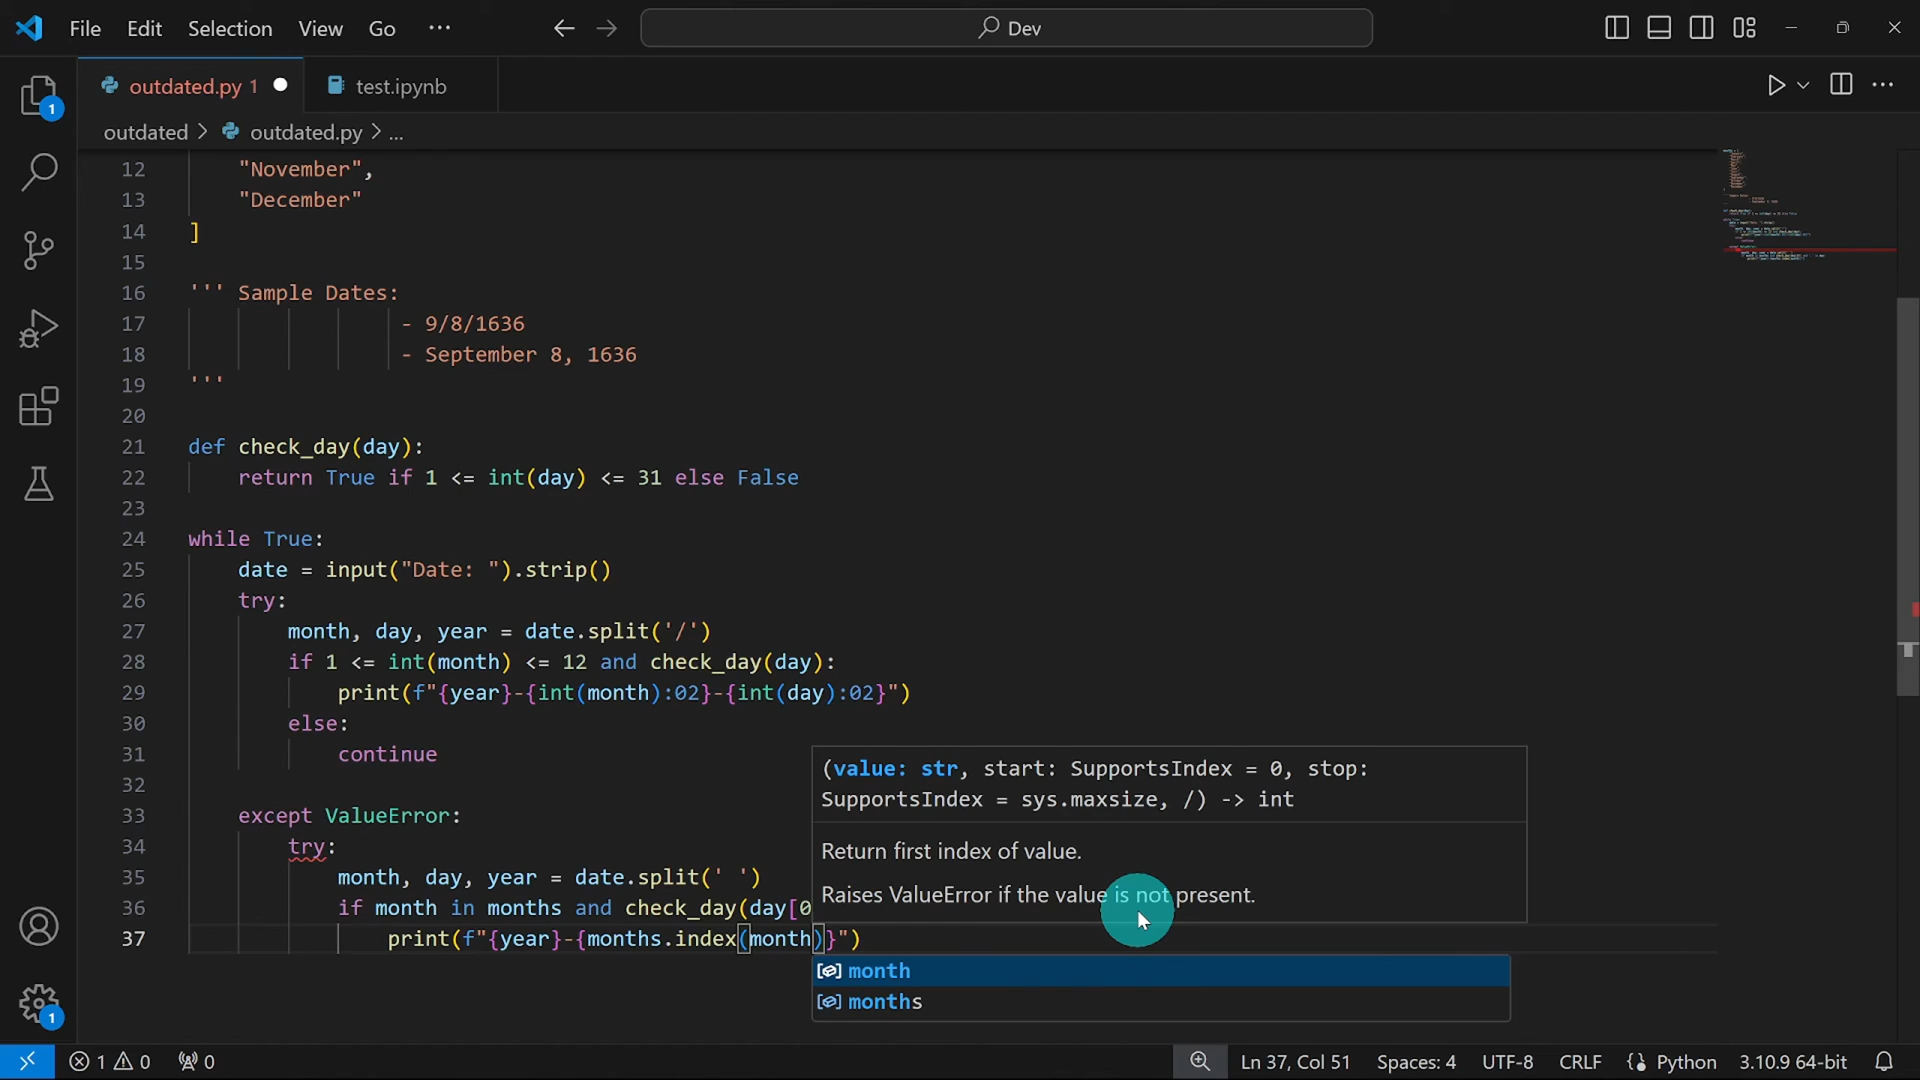 File Edit Selection View Go ··· Dev
outdated.py 1 test.ipynb
outdated > outdated.py > ...
12 "November",
13 "December"
14 ]
15
16 ''' Sample Dates:
17 - 9/8/1636
18 - September 8, 1636
19 '''
20
21 def check_day(day):
22 return True if 1 <= int(day) <= 31 else False
23
24 while True:
25 date = input("Date: ").strip()
26 try:
27 month, day, year = date.split('/')
28 if 1 <= int(month) <= 12 and check_day(day):
29 print(f"{year}-{int(month):02}-{int(day):02}")
30 else:
31 continue
32
33 except ValueError:
34 try:
35 month, day, year = date.split(' ')
36 if month in months and check_day(day[0
37 print(f"{year}-{months.index(month)}")
(value: str, start: SupportsIndex = 0, stop:
SupportsIndex = sys.maxsize, /) -> int
Return first index of value.
Raises ValueError if the value is not present.
month
months
1
1
1 0 0 Ln 37, Col 51 Spaces: 4 UTF-8 CRLF Python 3.10.9 64-bit